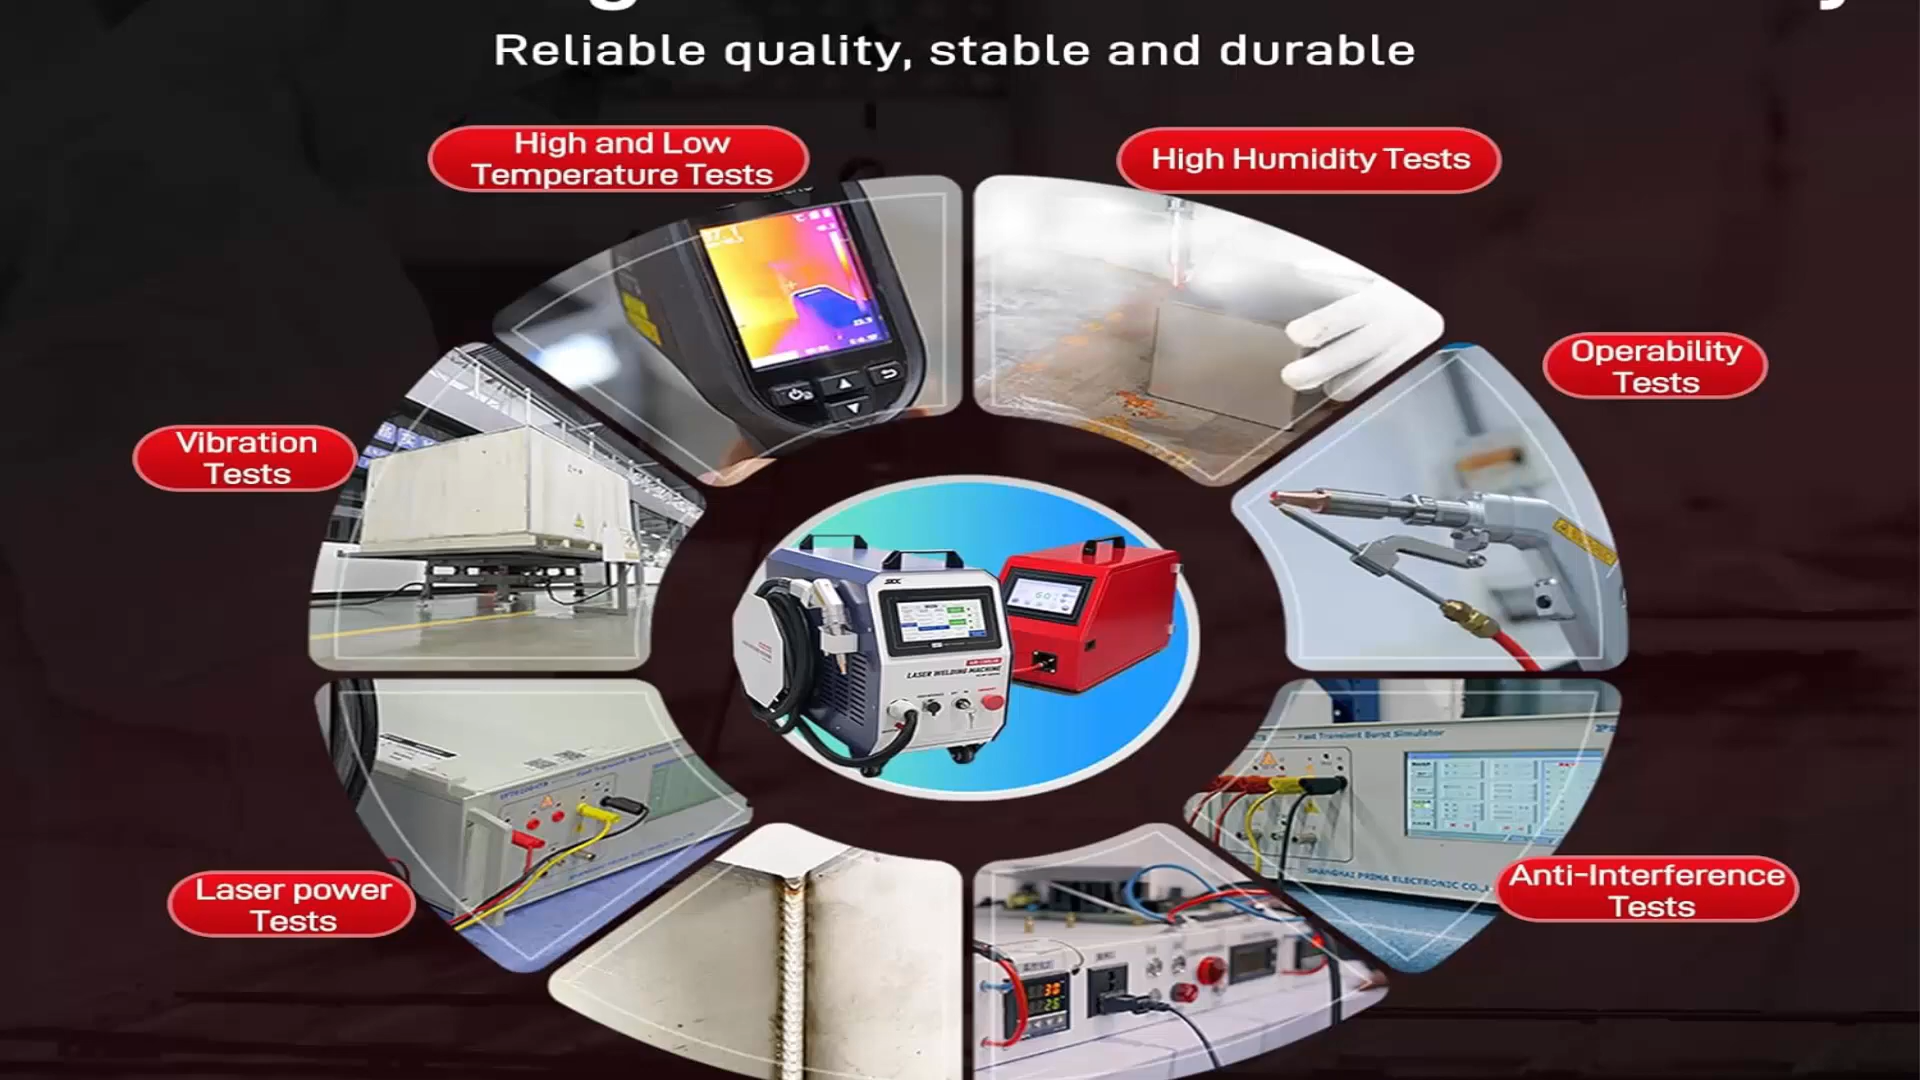 Reliable quality, stable and durable
High and Low
Temperature Tests
High Humidity Tests
Operability
Tests
Vibration
Tests
LASER WELDING MACHINE
Fast Transient Burst Simulator
SHANGHAI PRIMA ELECTRONIC CO.,
Laser power
Tests
Anti-Interference
Tests